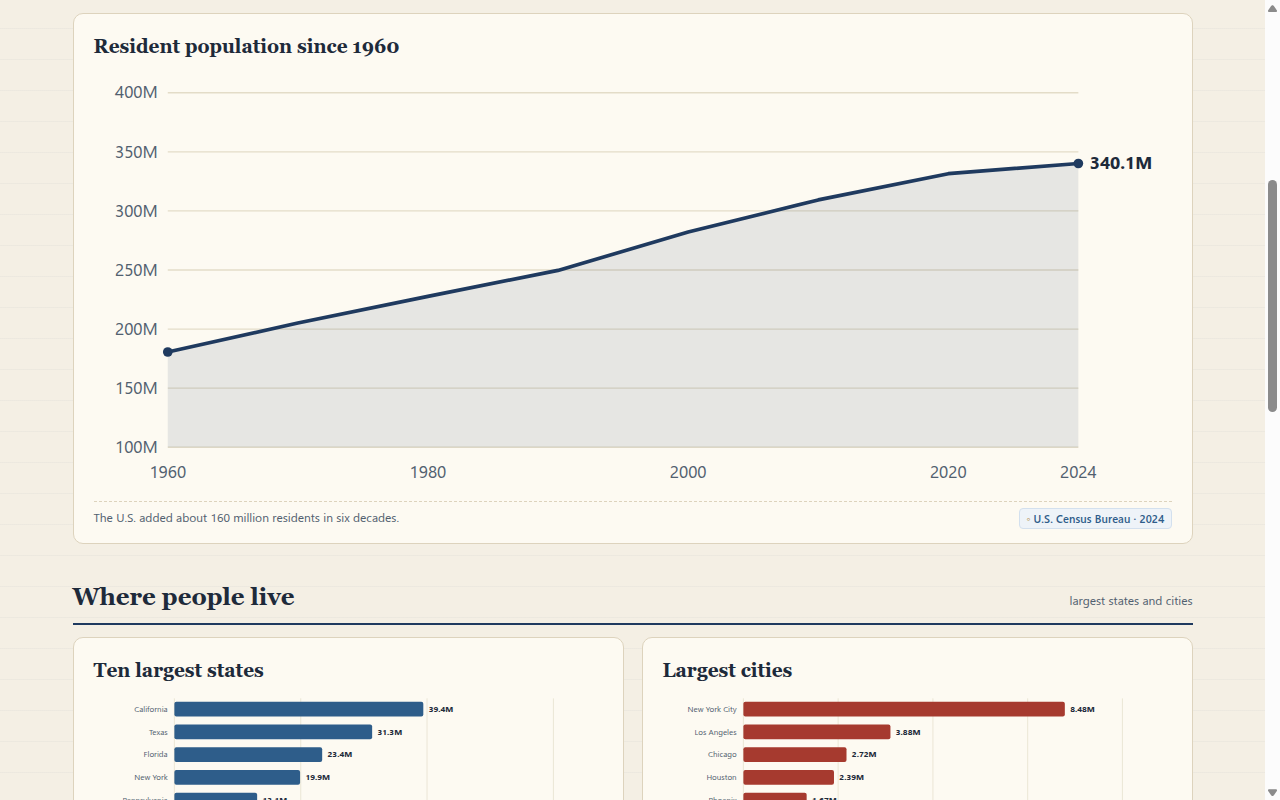 Resident population since 1960
400M
350M
340.1M
300M
250M
200M
150M
100M
1960 1980 2000 2020 2024
The U.S. added about 160 million residents in six decades.
U.S. Census Bureau · 2024
Where people live
largest states and cities
Ten largest states
California 39.4M
Texas 31.3M
Florida 23.4M
New York 19.9M
Largest cities
New York City 8.48M
Los Angeles 3.88M
Chicago 2.72M
Houston 2.39M